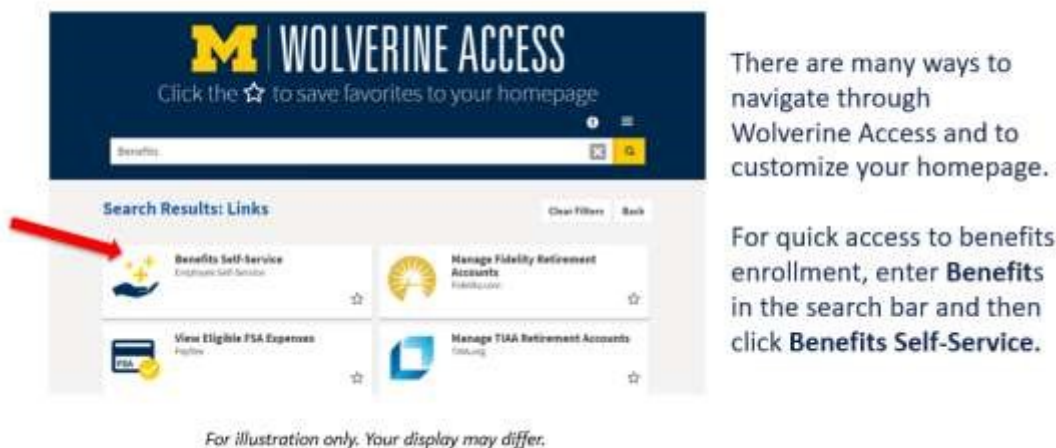 M WOLVERINE ACCESS
Click the ☆ to save favorites to your homepage
Benefits
Search Results: Links
Clear Filters Back
Benefits Self-Service
Employee Self-Service
Manage Fidelity Retirement
Accounts
Fidelity.com
View Eligible FSA Expenses
PayFlex
FSA
Manage TIAA Retirement Accounts
TIAA.org
There are many ways to
navigate through
Wolverine Access and to
customize your homepage.
For quick access to benefits
enrollment, enter Benefits
in the search bar and then
click Benefits Self-Service.
For illustration only. Your display may differ.